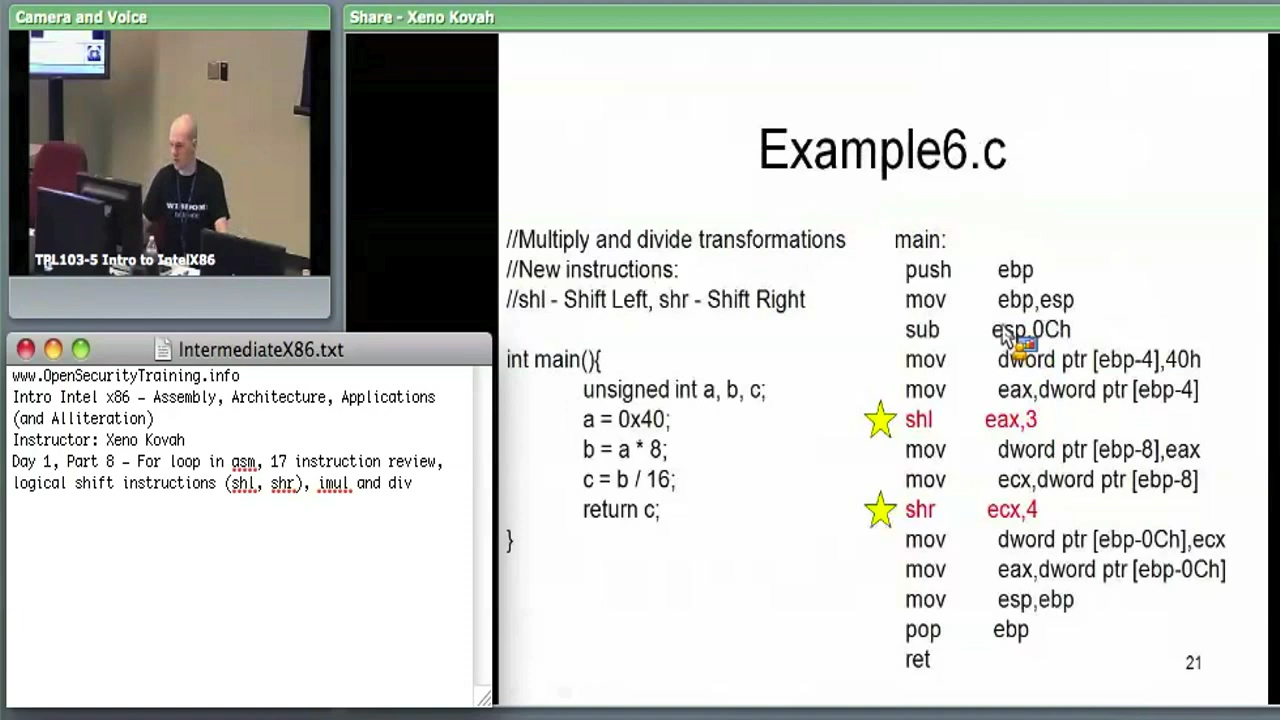 Camera and Voice
Share - Xeno Kovah
TPL103-5 Intro to IntelX86
IntermediateX86.txt
www.OpenSecurityTraining.info
Intro Intel x86 – Assembly, Architecture, Applications
(and Alliteration)
Instructor: Xeno Kovah
Day 1, Part 8 – For loop in asm, 17 instruction review,
logical shift instructions (shl, shr), imul and div
Example6.c
//Multiply and divide transformations
//New instructions:
//shl - Shift Left, shr - Shift Right
int main(){
unsigned int a, b, c;
a = 0x40;
b = a * 8;
c = b / 16;
return c;
}
main:
push ebp
mov ebp,esp
sub esp,0Ch
mov dword ptr [ebp-4],40h
mov eax,dword ptr [ebp-4]
shl eax,3
mov dword ptr [ebp-8],eax
mov ecx,dword ptr [ebp-8]
shr ecx,4
mov dword ptr [ebp-0Ch],ecx
mov eax,dword ptr [ebp-0Ch]
mov esp,ebp
pop ebp
ret
21